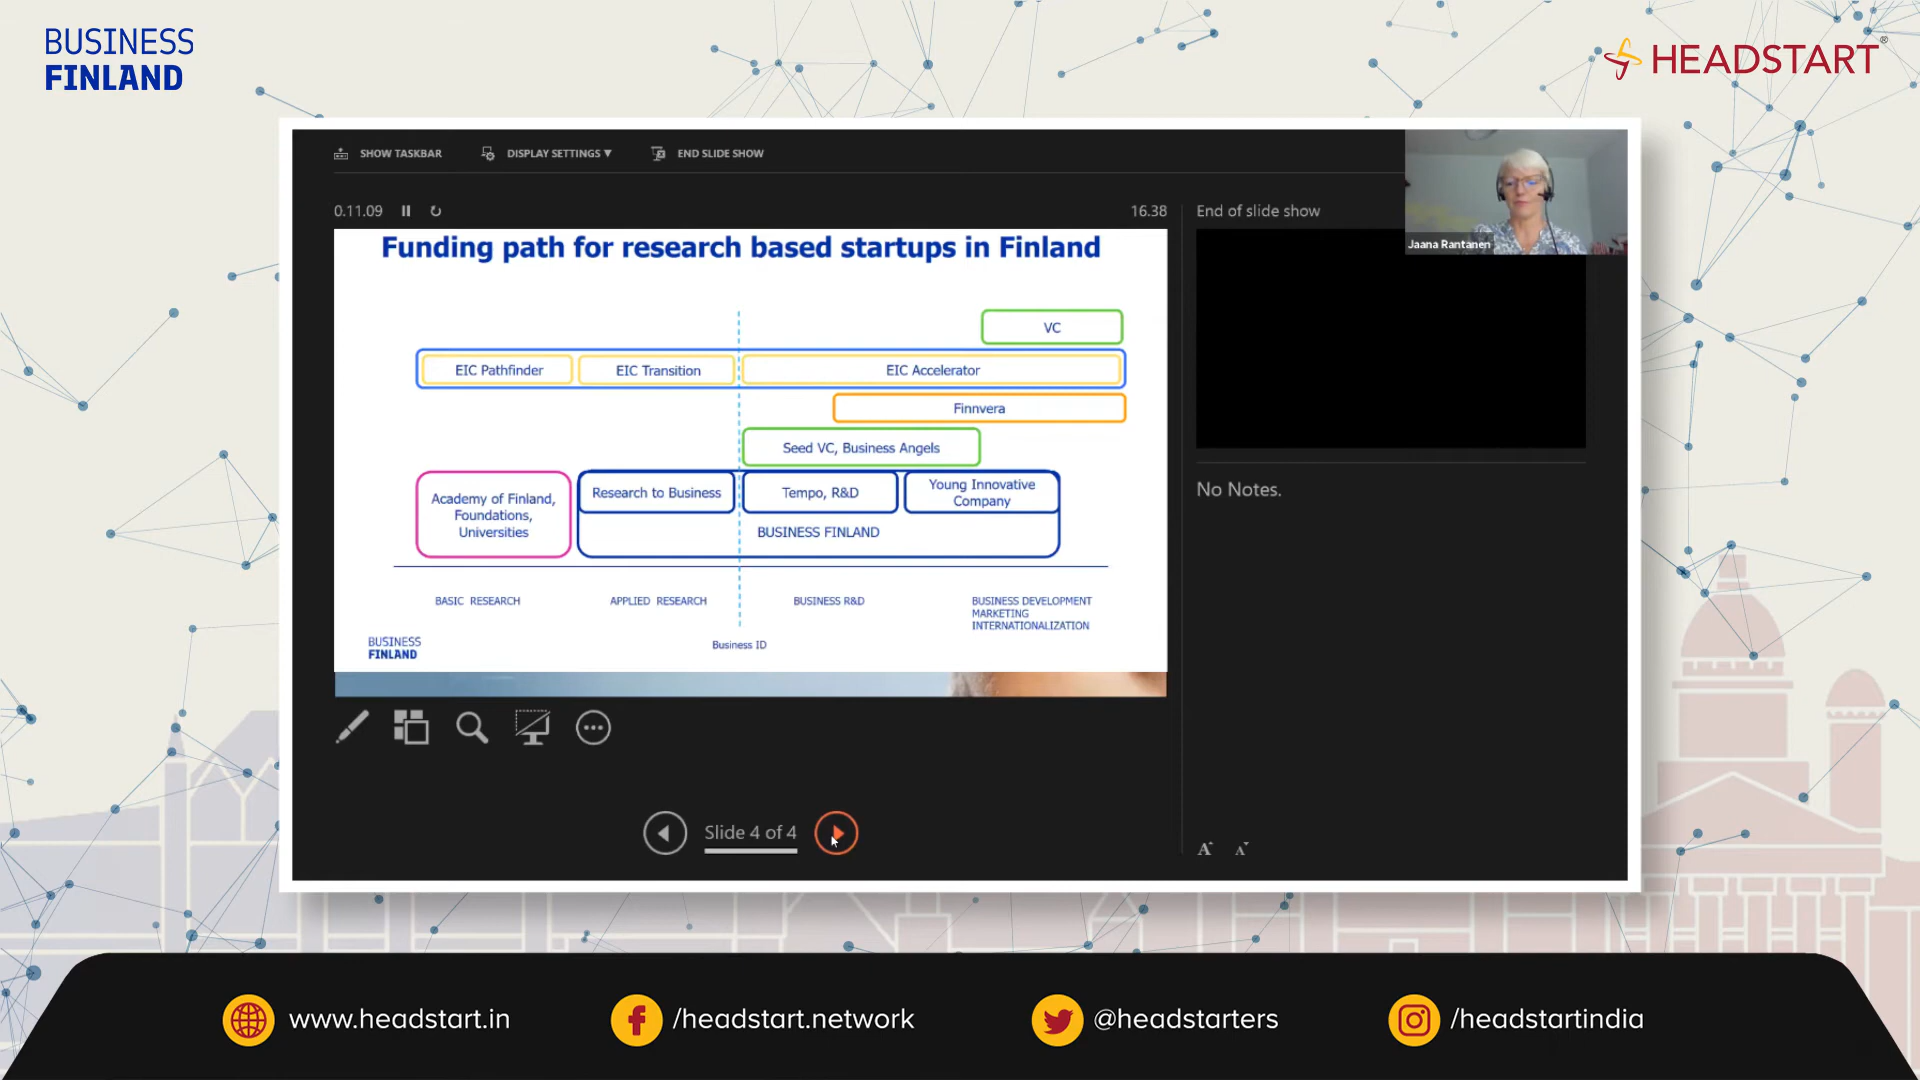 BUSINESS
FINLAND
HEADSTART®
SHOW TASKBAR
DISPLAY SETTINGS ▼
END SLIDE SHOW
0.11.09
16.38
End of slide show
Jaana Rantanen
Funding path for research based startups in Finland
VC
EIC Pathfinder
EIC Transition
EIC Accelerator
Finnvera
Seed VC, Business Angels
Academy of Finland,
Foundations,
Universities
Research to Business
Tempo, R&D
Young Innovative
Company
BUSINESS FINLAND
BASIC RESEARCH
APPLIED RESEARCH
BUSINESS R&D
BUSINESS DEVELOPMENT
MARKETING
INTERNATIONALIZATION
Business ID
BUSINESS
FINLAND
No Notes.
Slide 4 of 4
A A
www.headstart.in
/headstart.network
@headstarters
/headstartindia